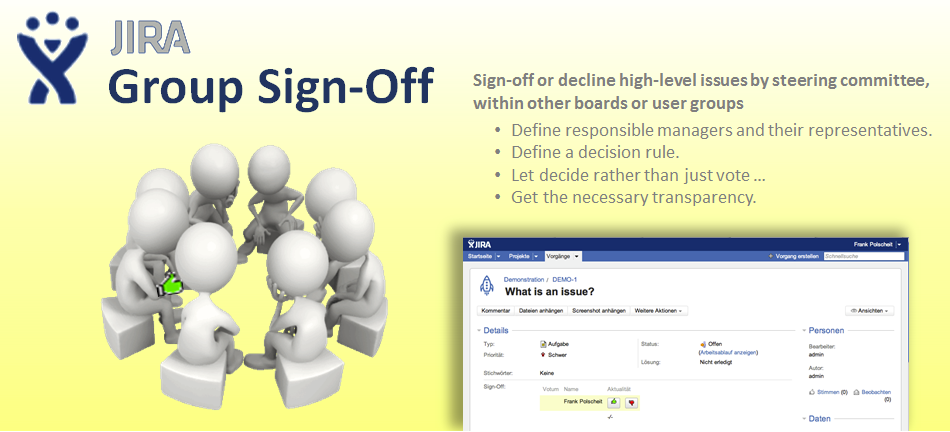 JIRA
Group Sign-Off
Sign-off or decline high-level issues by steering committee,
within other boards or user groups
• Define responsible managers and their representatives.
• Define a decision rule.
• Let decide rather than just vote ...
• Get the necessary transparency.
JIRA
Frank Polscheit
Startseite Projekte Vorgänge + Vorgang erstellen Schnellsuche
Demonstration / DEMO-1
What is an issue?
Kommentar Dateien anhängen Screenshot anhängen Weitere Aktionen Ansichten
Details
Typ: Aufgabe
Priorität: Schwer
Stichwörter: Keine
Status: Offen
(Arbeitsablauf anzeigen)
Lösung: Nicht erledigt
Sign-Off: Votum Name Aktualität
Frank Polscheit
-/-
Personen
Bearbeiter:
admin
Autor:
admin
Stimmen (0) Beobachten
(0)
Daten